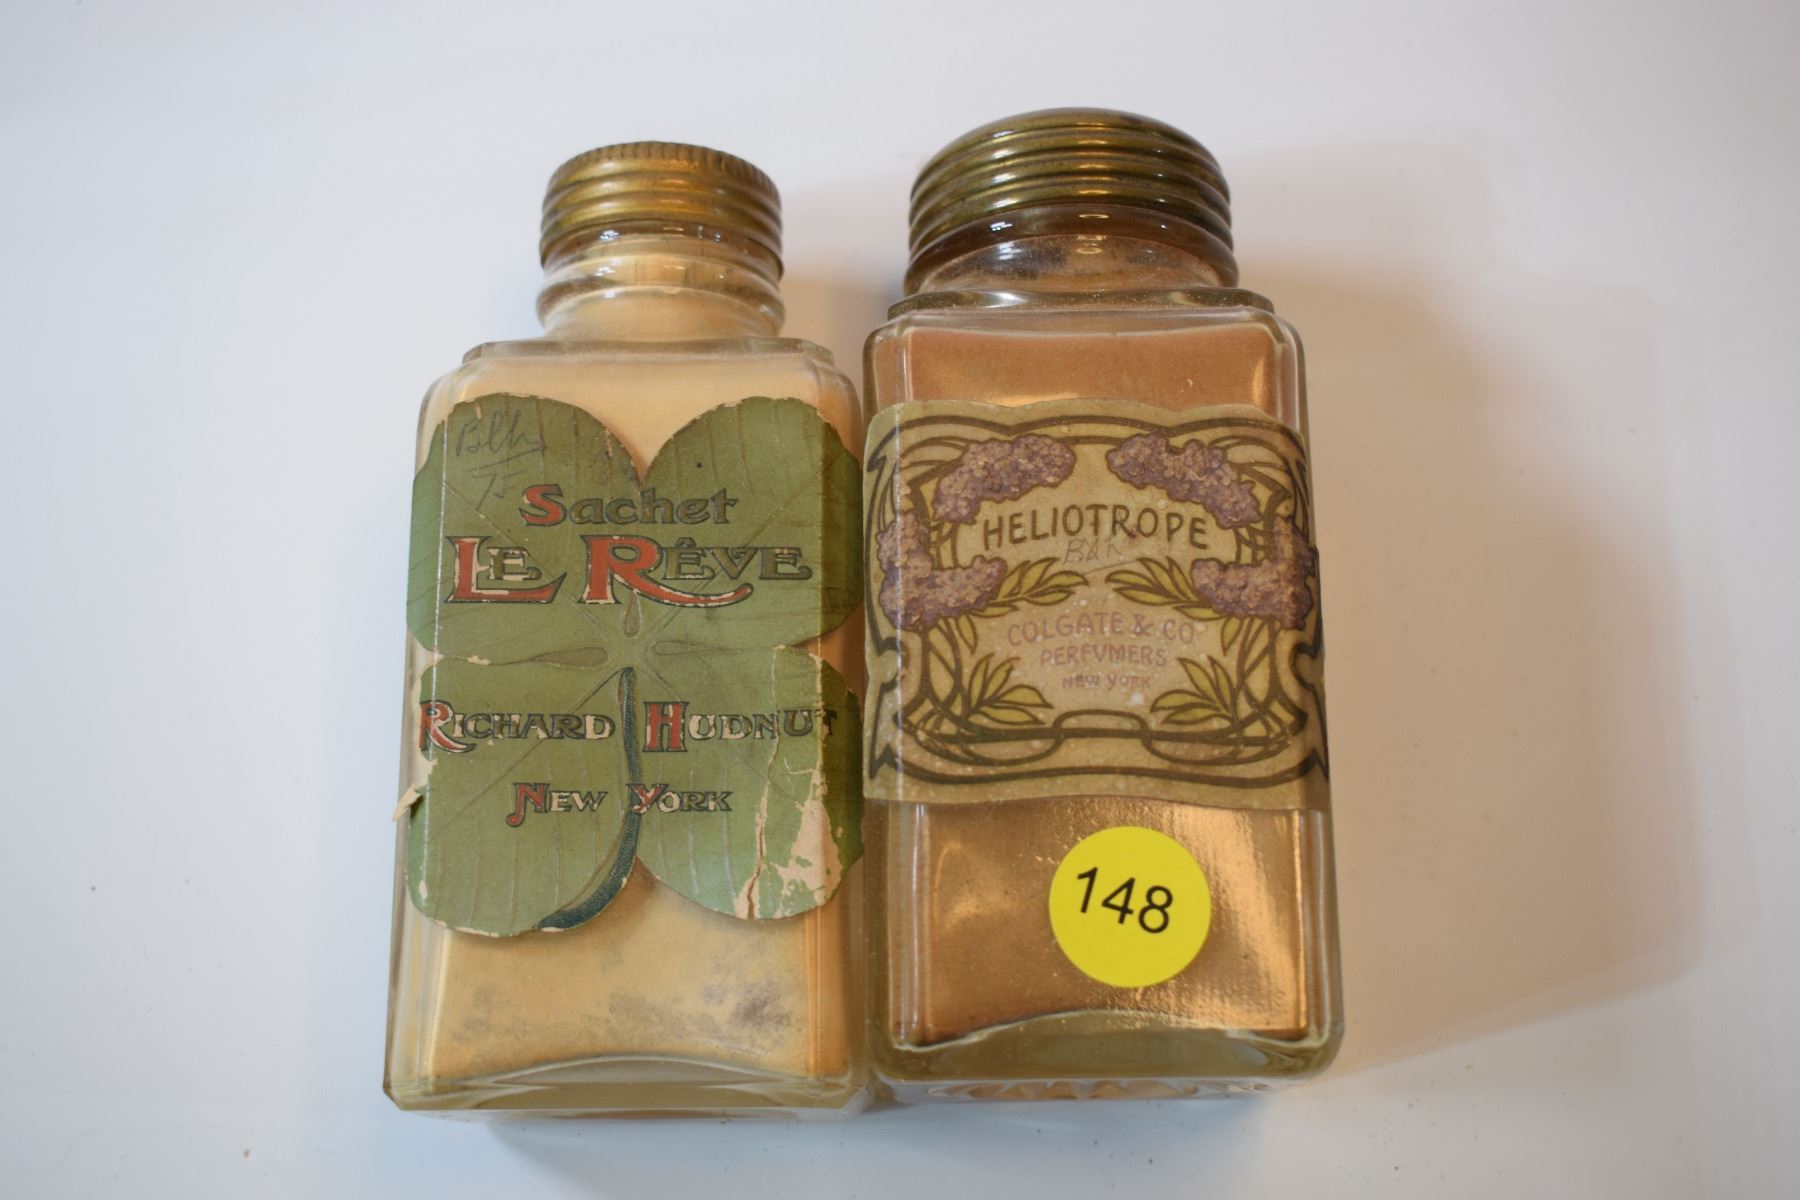 Sachet
LE RÊVE
RICHARD HUDNUT
NEW YORK
HELIOTROPE
COLGATE & CO.
PERFVMERS
NEW YORK
148